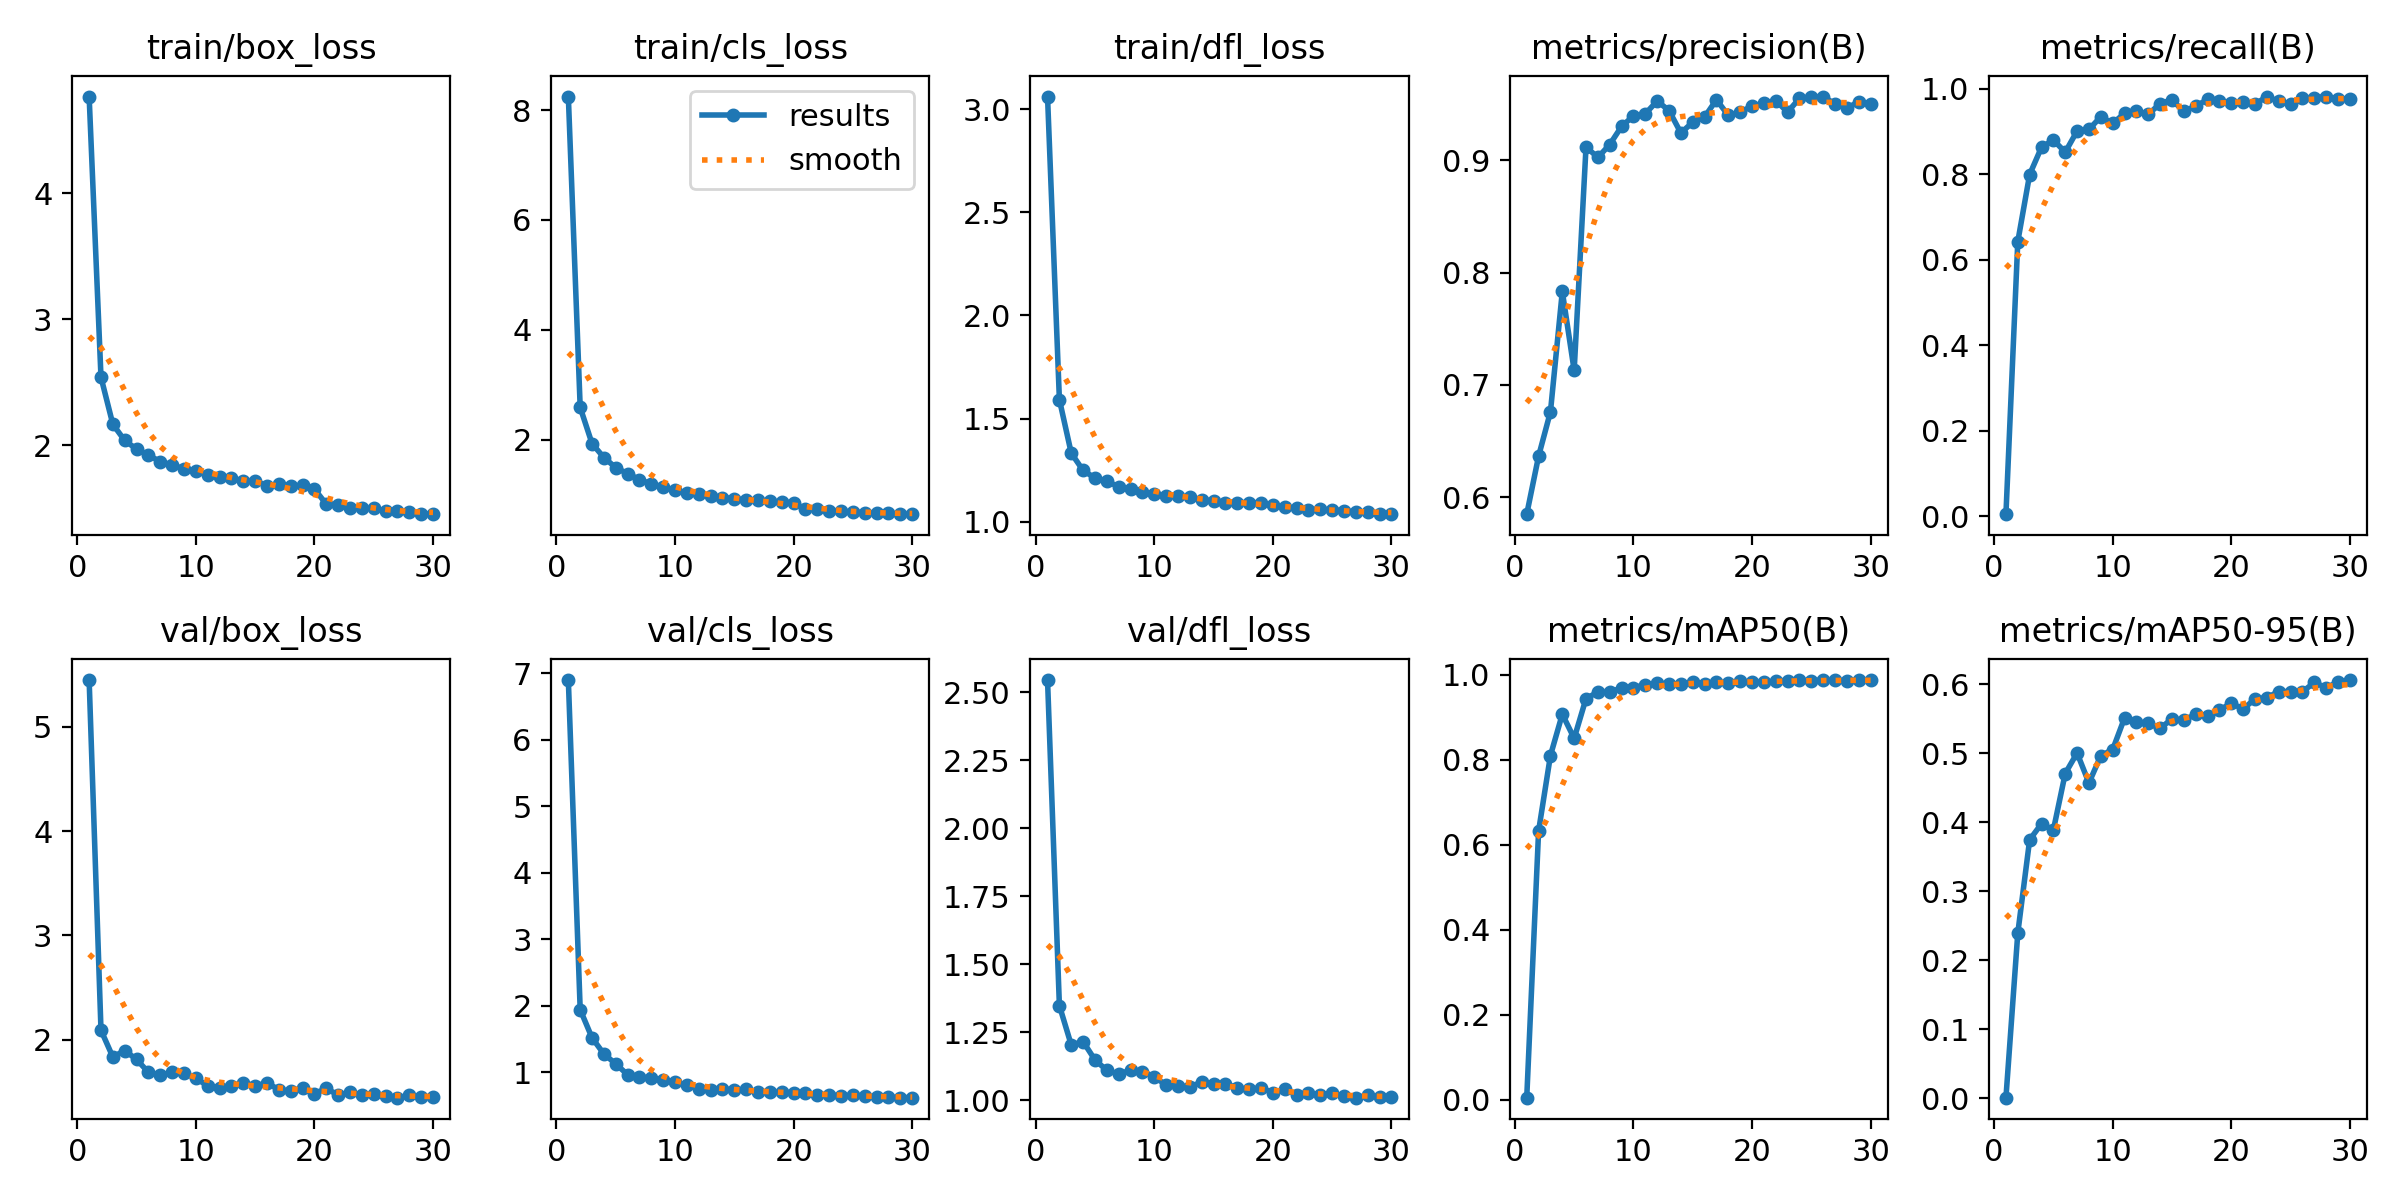 train/box_loss
4
3
2
0 10 20 30
train/cls_loss
8
6
4
2
0 10 20 30
results
smooth
train/dfl_loss
3.0
2.5
2.0
1.5
1.0
0 10 20 30
metrics/precision(B)
0.9
0.8
0.7
0.6
0 10 20 30
metrics/recall(B)
1.0
0.8
0.6
0.4
0.2
0.0
0 10 20 30
val/box_loss
5
4
3
2
0 10 20 30
val/cls_loss
7
6
5
4
3
2
1
0 10 20 30
val/dfl_loss
2.50
2.25
2.00
1.75
1.50
1.25
1.00
0 10 20 30
metrics/mAP50(B)
1.0
0.8
0.6
0.4
0.2
0.0
0 10 20 30
metrics/mAP50-95(B)
0.6
0.5
0.4
0.3
0.2
0.1
0.0
0 10 20 30